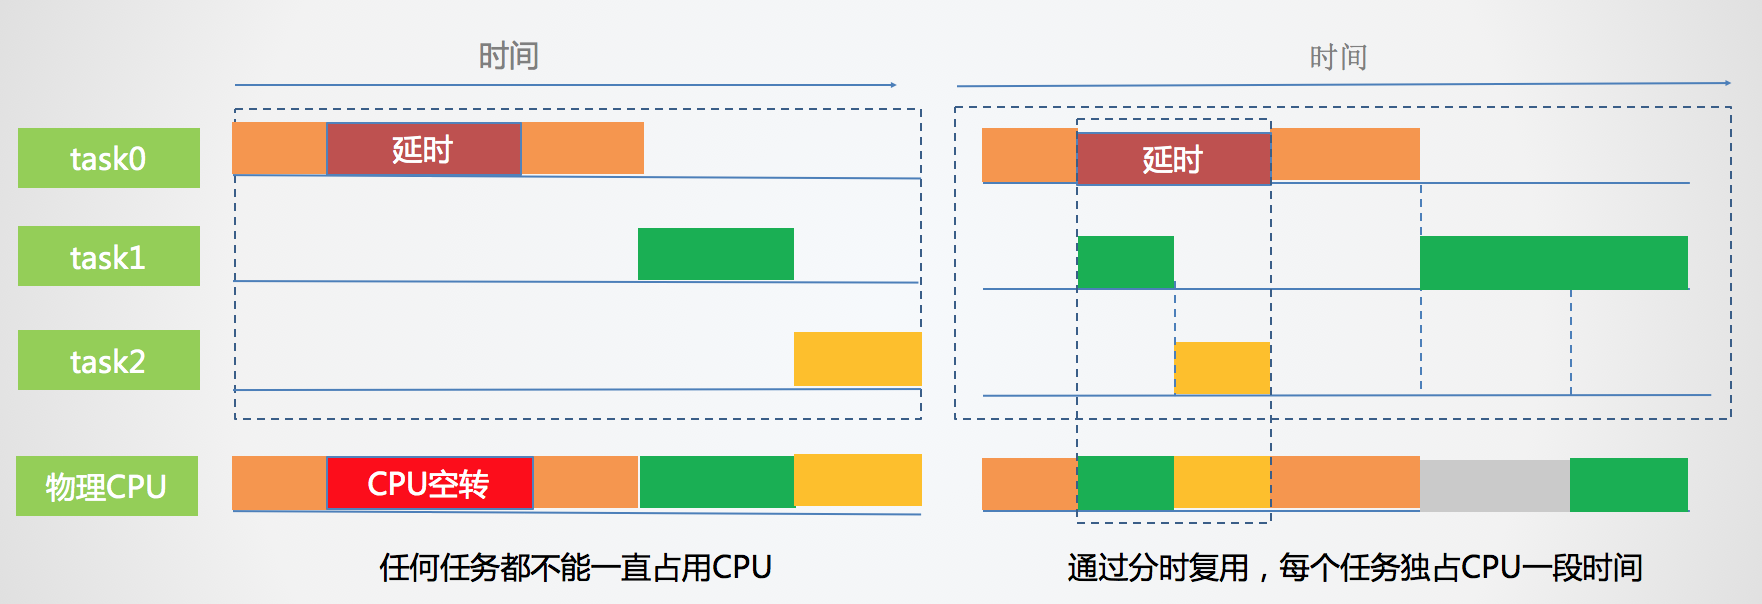 时间
时间
task0
延时
延时
task1
task2
物理CPU
CPU空转
任何任务都不能一直占用CPU
通过分时复用，每个任务独占CPU一段时间